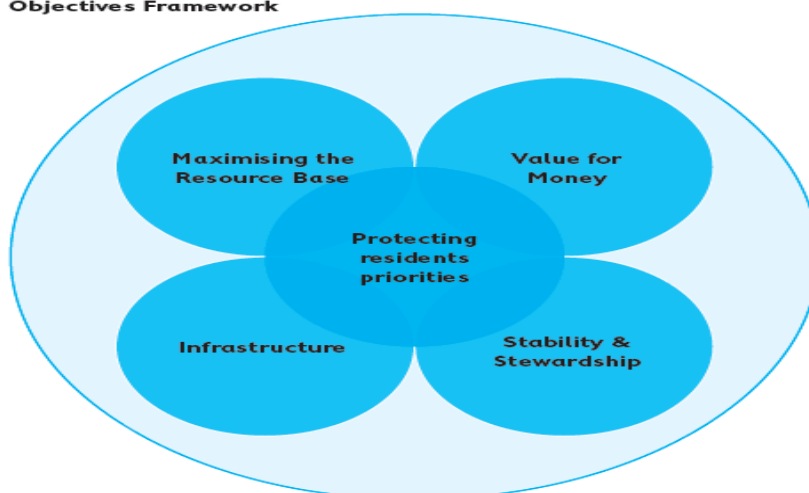 Objectives Framework
Maximising the
Resource Base
Value for
Money
Protecting
residents
priorities
Infrastructure
Stability &
Stewardship